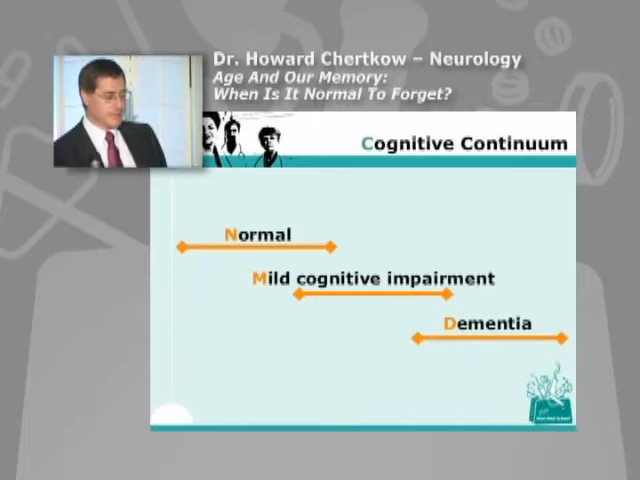 Dr. Howard Chertkow – Neurology
Age And Our Memory:
When Is It Normal To Forget?
Cognitive Continuum
Normal
Mild cognitive impairment
Dementia